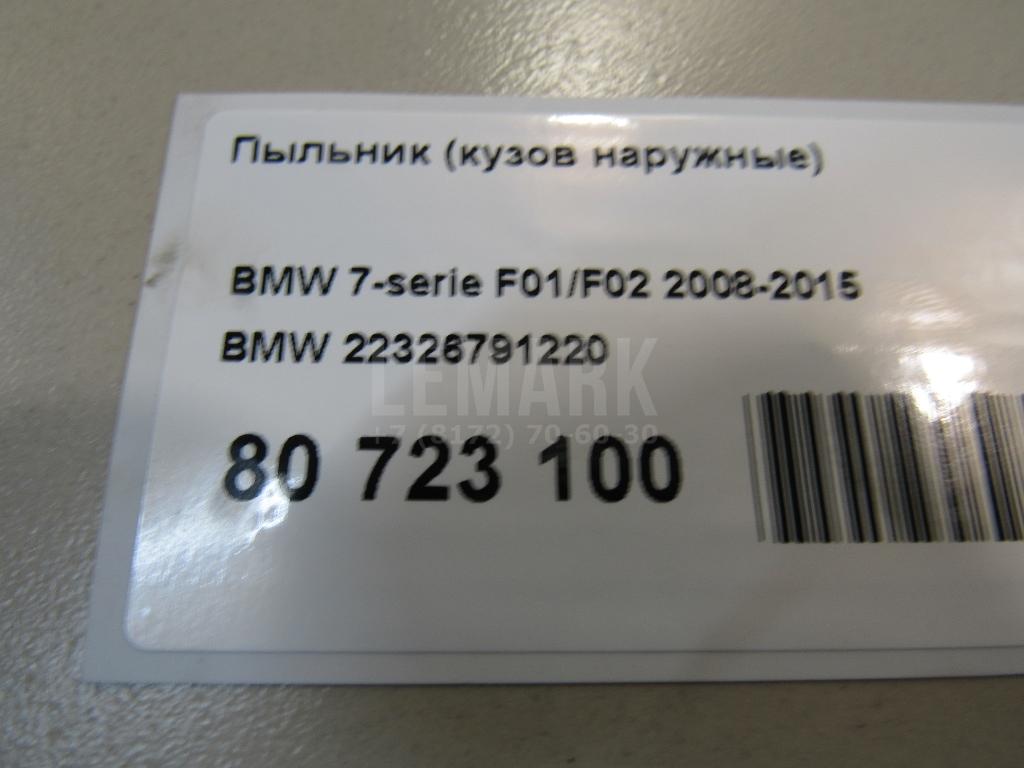 Пыльник (кузов наружные)
BMW 7-serie F01/F02 2008-2015
BMW 22326791220
LEMARK
+7 (8172) 70-60-30
80 723 100